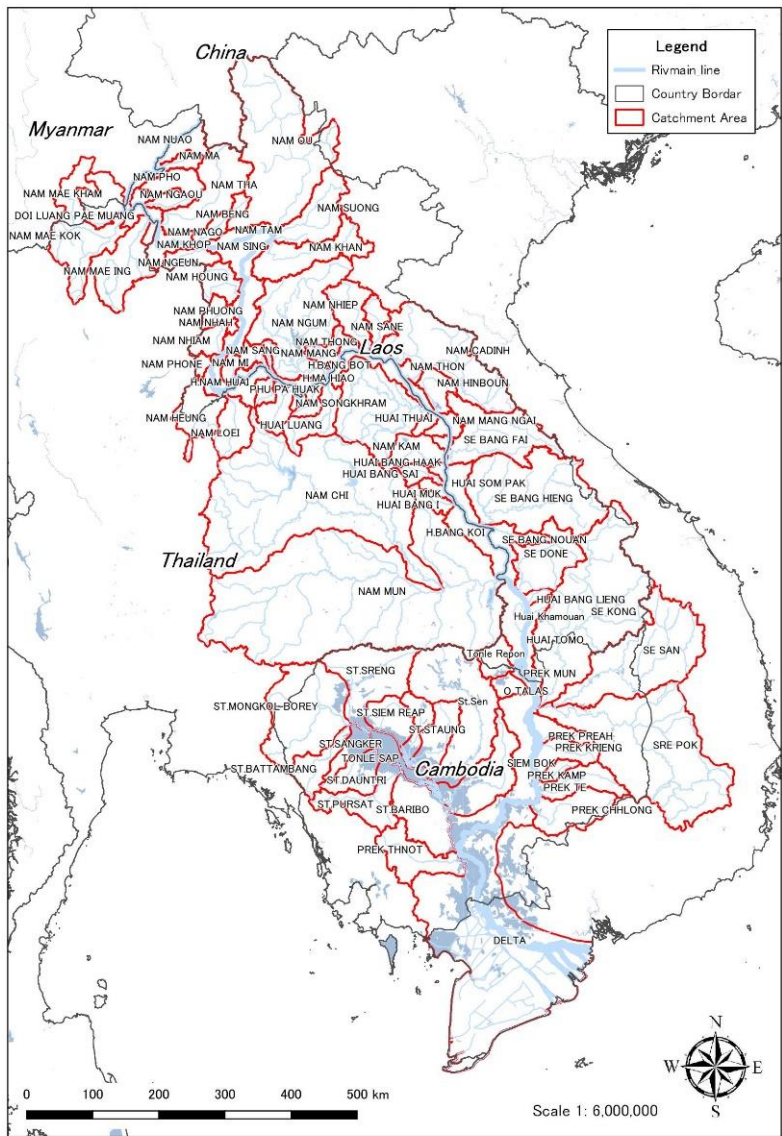 China
Legend
Rivmain_line
Country Bordar
Catchment Area
Myanmar
NAM NUAO
NAM OU
NAM MA
NAM PHO
NAM MAE KHAM
NAM NGAOU
NAM THA
DOI LUANG PAE MUANG
NAM BENG
NAM SUONG
NAM MAE KOK
NAM NAGO
NAM TAM
NAM KHOP
NAM SING
NAM KHAN
NAM MAE ING
NAM NGEUN
NAM HOUNG
NAM PHUONG
NAM NHIEP
NAM NHAH
NAM NGUM
NAM SANE
NAM NHIAM
NAM THONG
Laos
NAM SANG
NAM MANG
NAM CADINH
NAM PHONE
NAM MI
H.BANG BOT
NAM THON
H.MA HIAO
NAM HINBOUN
H.NAM HUAI
PHU PA HUAK
NAM SONGKHRAM
NAM HEUNG
HUAI LUANG
HUAI THUAI
NAM MANG NGAI
NAM LOEI
SE BANG FAI
NAM KAM
HUAI BANG HAAK
HUAI BANG SAI
HUAI SOM PAK
NAM CHI
HUAI MUK
SE BANG HIENG
HUAI BANG I
H.BANG KOI
SE BANG NOUAN
Thailand
SE DONE
NAM MUN
HUAI BANG LIENG
SE KONG
Huai Khamouan
HUAI TOMO
SE SAN
Tonle Repon
ST.SRENG
PREK MUN
O TALAS
ST.MONGKOL BOREY
St.Sen
ST.SIEM REAP
ST.STAUNG
PREK PREAH
ST.SANGKER
PREK KRIENG
SRE POK
TONLE SAP
ST.BATTAMBANG
Cambodia
SIEM BOK
ST.DAUNTRI
PREK KAMP
PREK TE
ST.PURSAT
ST.BARIBO
PREK CHHLONG
PREK THNOT
DELTA
N
W
E
S
0 100 200 300 400 500 km
Scale 1: 6,000,000